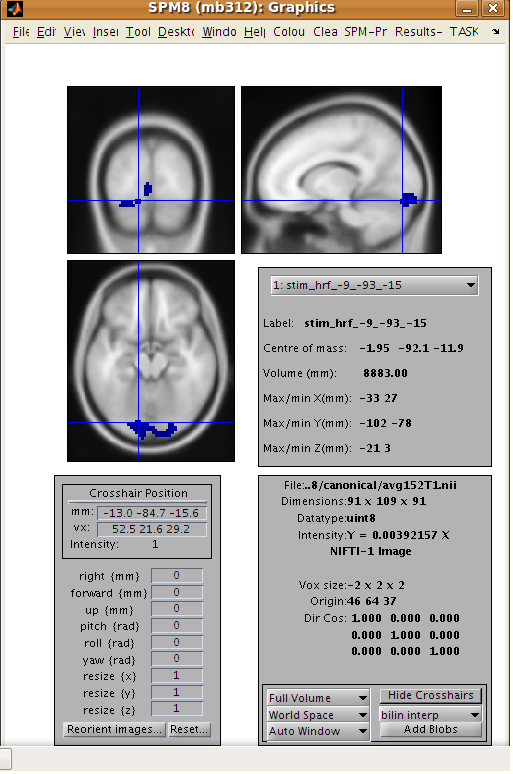 SPM8 (mb312): Graphics
File Edit View Inser Tool Deskto Windo Help Colou Clea SPM-Pr Results- TASK
1: stim_hrf_-9_-93_-15
Label: stim_hrf_-9_-93_-15
Centre of mass: -1.95 -92.1 -11.9
Volume (mm): 8883.00
Max/min X(mm): -33 27
Max/min Y(mm): -102 -78
Max/min Z(mm): -21 3
Crosshair Position
mm: -13.0 -84.7 -15.6
vx: 52.5 21.6 29.2
Intensity: 1
right {mm} 0
forward {mm} 0
up {mm} 0
pitch {rad} 0
roll {rad} 0
yaw {rad} 0
resize {x} 1
resize {y} 1
resize {z} 1
Reorient images... Reset...
File:..8/canonical/avg152T1.nii
Dimensions:91 x 109 x 91
Datatype:uint8
Intensity:Y = 0.00392157 X
NIFTI-1 Image
Vox size:-2 x 2 x 2
Origin:46 64 37
Dir Cos: 1.000 0.000 0.000
0.000 1.000 0.000
0.000 0.000 1.000
Full Volume Hide Crosshairs
World Space bilin interp
Auto Window Add Blobs